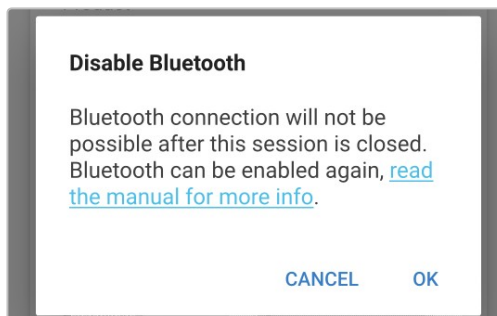 Disable Bluetooth
Bluetooth connection will not be
possible after this session is closed.
Bluetooth can be enabled again, read
the manual for more info.
CANCEL OK